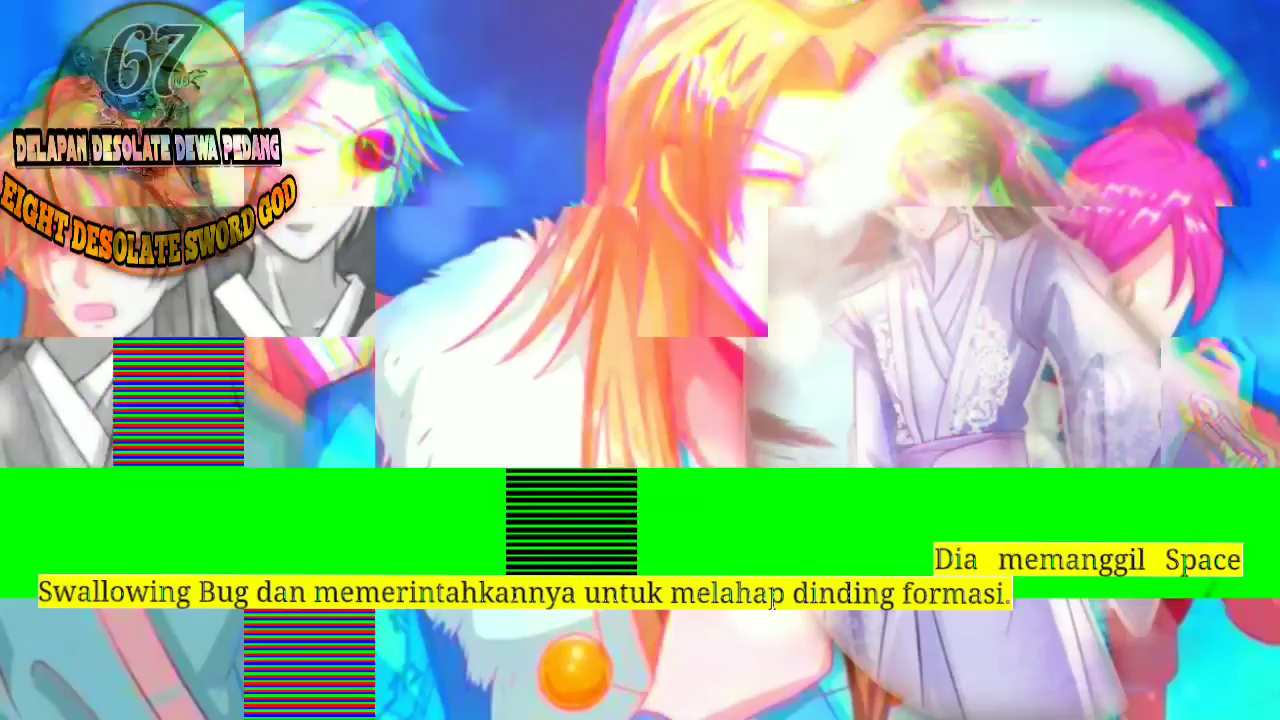 67
DELAPAN DESOLATE DEWA PEDANG
EIGHT DESOLATE SWORD GOD
Dia memanggil Space
Swallowing Bug dan memerintahkannya untuk melahap dinding formasi.